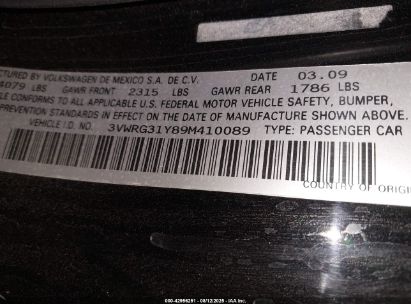 CTURED BY VOLKSWAGEN DE MEXICO S.A. DE C.V. DATE 03.09
4079 LBS GAWR FRONT 2315 LBS GAWR REAR 1786 LBS
LE CONFORMS TO ALL APPLICABLE U.S. FEDERAL MOTOR VEHICLE SAFETY, BUMPER,
PREVENTION STANDARDS IN EFFECT ON THE DATE OF MANUFACTURE SHOWN ABOVE.
VEHICLE I.D. NO. 3VWRG31Y89M410089 TYPE: PASSENGER CAR
COUNTRY OF ORIGI